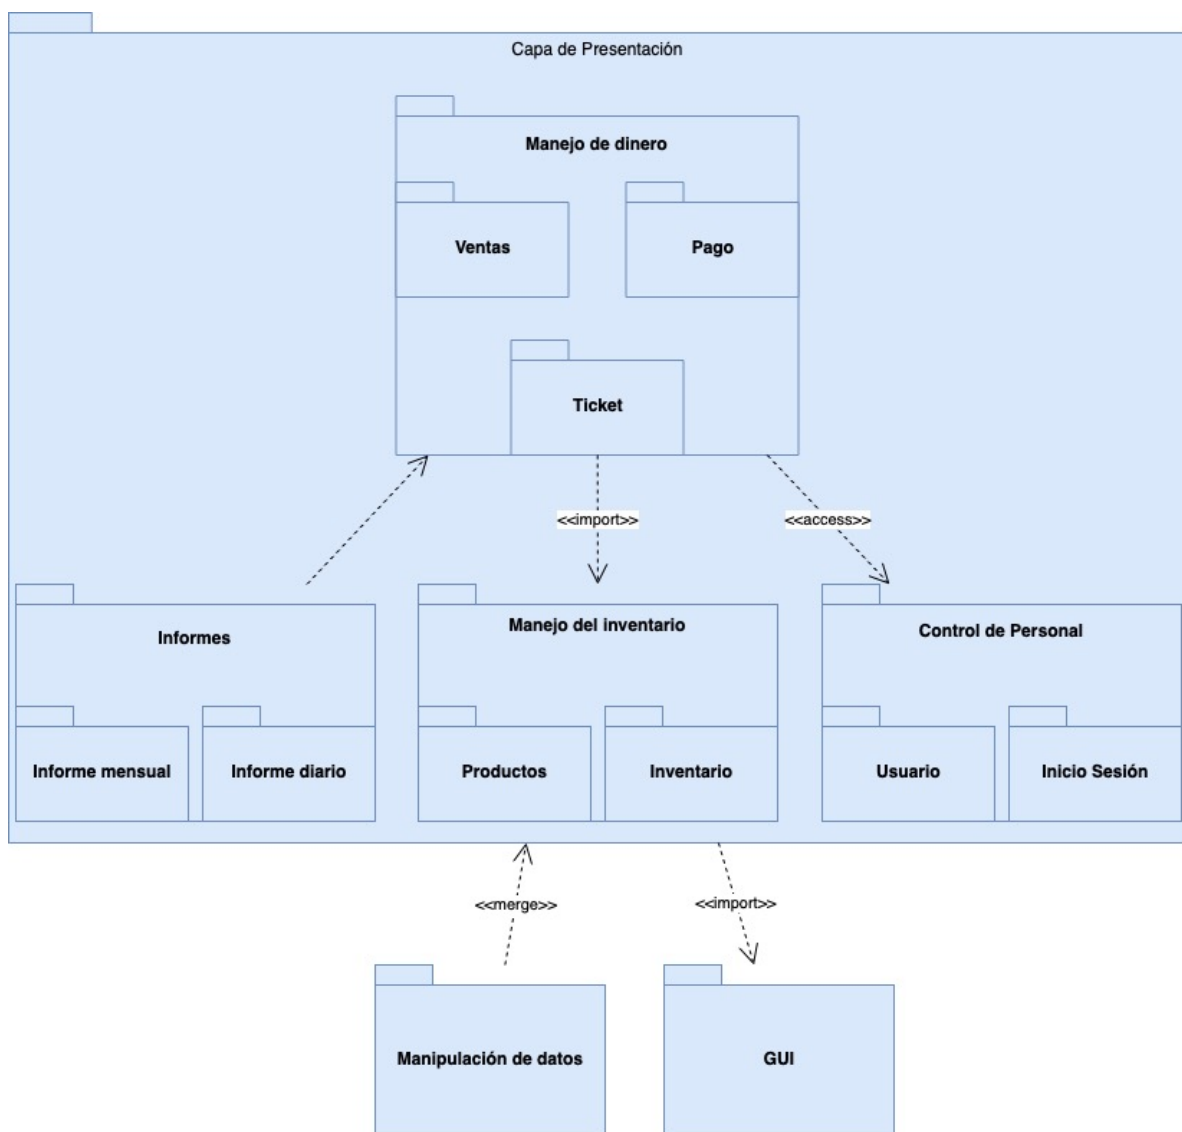 Capa de Presentación
Manejo de dinero
Ventas
Pago
Ticket
<<import>>
<<access>>
Informes
Manejo del inventario
Control de Personal
Informe mensual
Informe diario
Productos
Inventario
Usuario
Inicio Sesión
<<merge>>
<<import>>
Manipulación de datos
GUI